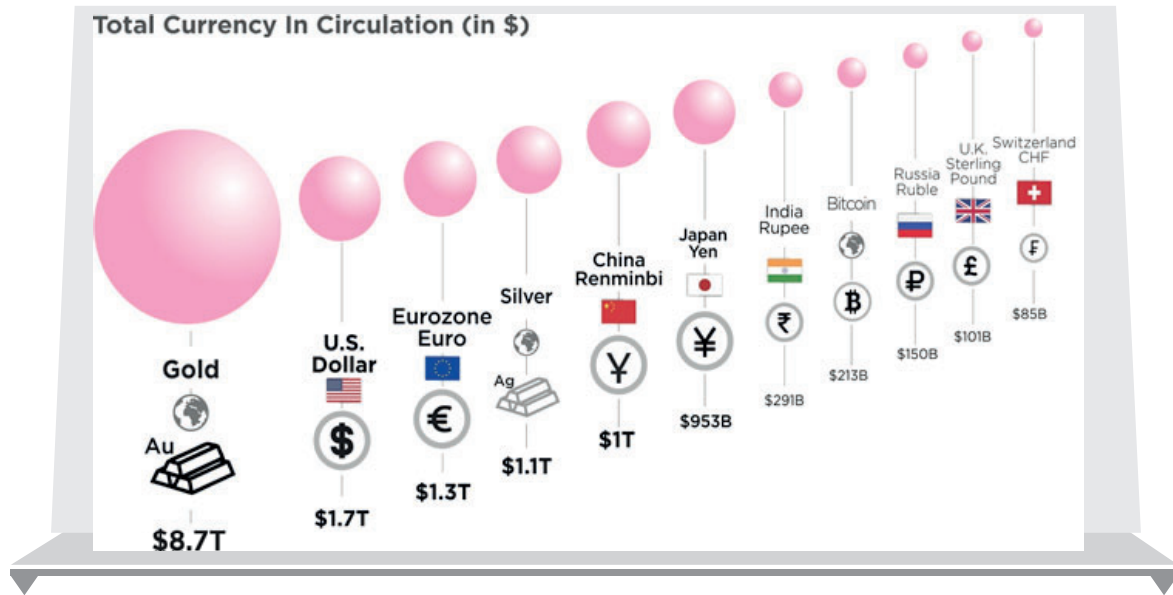 Total Currency In Circulation (in $)
Gold
Au
$8.7T
U.S.
Dollar
$
$1.7T
Eurozone
Euro
€
$1.3T
Silver
Ag
$1.1T
China
Renminbi
¥
$1T
Japan
Yen
¥
$953B
India
Rupee
₹
$291B
Bitcoin
₿
$213B
Russia
Ruble
₽
$150B
U.K.
Sterling
Pound
£
$101B
Switzerland
CHF
₣
$85B